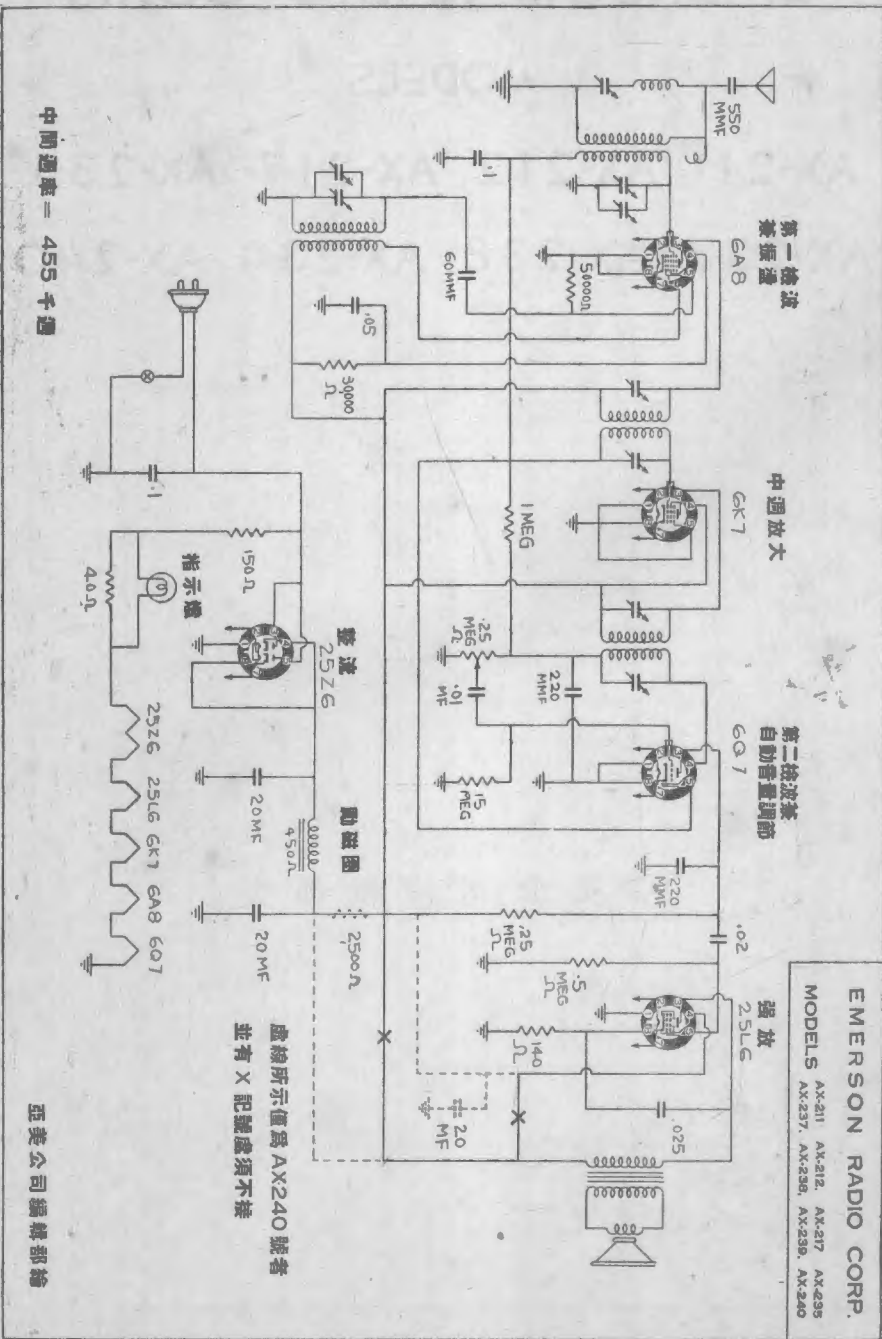 EMERSON RADIO CORP.
MODELS
AX-211 AX-212. AX-217 AX-235
AX-237. AX-238. AX-239. AX-240
550
MMF
第一檢波
兼振盪
6A8
.1
60MMF
50000Ω
.05
30000
Ω
中週放大
6K7
1 MEG
第二檢波兼
自動音量調節
6Q7
.25
MEG
Ω
.01
MF
220
MMF
15
MEG
220
MMF
.02
.25
MEG
Ω
.5
MEG
Ω
强放
25L6
140
Ω
.025
20
MF
.1
150Ω
40Ω
指示燈
整流
25Z6
20MF
動磁圈
450Ω
20MF
2,500Ω
25Z6 25L6 6K7 6A8 6Q7
虛線所示僅爲AX240號者
並有X記號處須不接
中間週率 = 455 千週
亞美公司編輯部繪